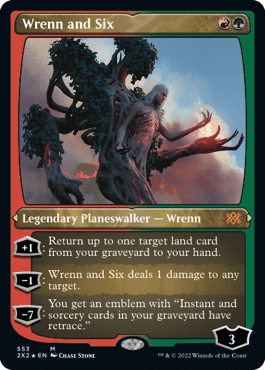 Wrenn and Six
Legendary Planeswalker — Wrenn
+1: Return up to one target land card
from your graveyard to your hand.
-1: Wrenn and Six deals 1 damage to any
target.
-7: You get an emblem with “Instant and
sorcery cards in your graveyard have
retrace.”
3
553 M
2X2 ★ EN Chase Stone
™ & © 2022 Wizards of the Coast